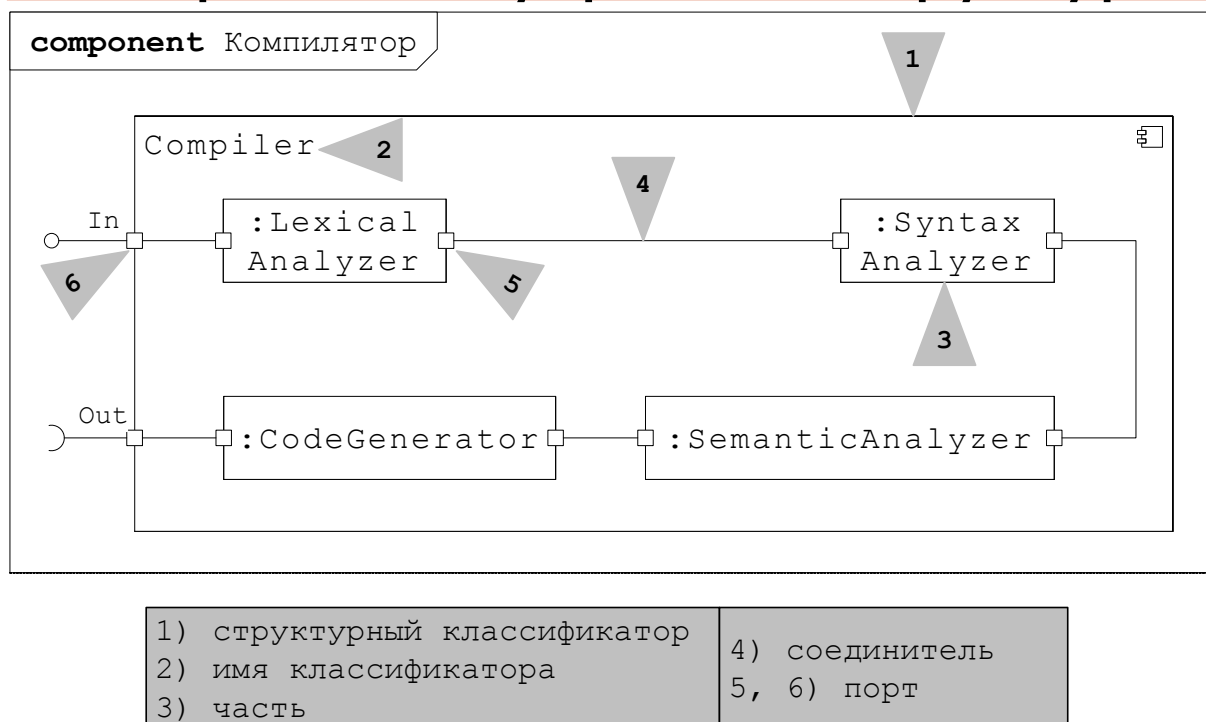 component Компилятор
1
Compiler
2
4
In
:Lexical
Analyzer
:Syntax
Analyzer
6
5
3
Out
:CodeGenerator
:SemanticAnalyzer
1) структурный классификатор
2) имя классификатора
3) часть
4) соединитель
5, 6) порт